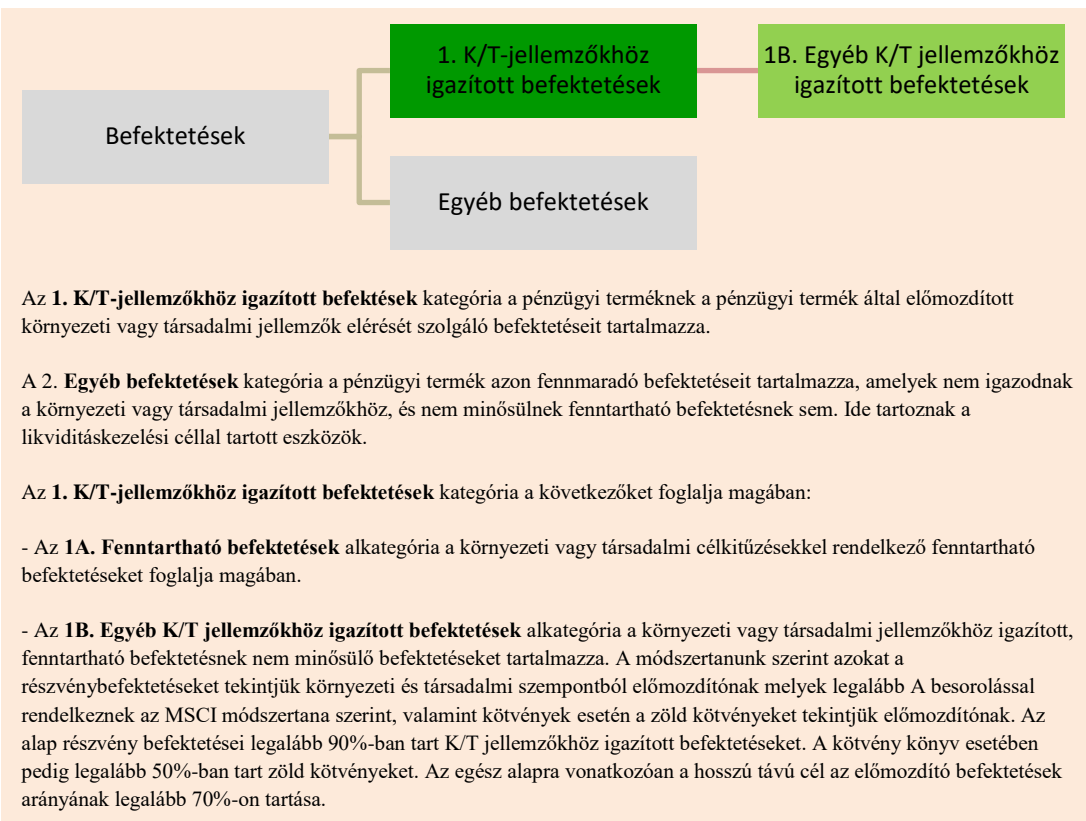 1. K/T-jellemzőkhöz
igazított befektetések
1B. Egyéb K/T jellemzőkhöz
igazított befektetések
Befektetések
Egyéb befektetések
Az 1. K/T-jellemzőkhöz igazított befektések kategória a pénzügyi terméknek a pénzügyi termék által előmozdított
környezeti vagy társadalmi jellemzők elérését szolgáló befektetéseit tartalmazza.
A 2. Egyéb befektetések kategória a pénzügyi termék azon fennmaradó befektetéseit tartalmazza, amelyek nem igazodnak
a környezeti vagy társadalmi jellemzőkhöz, és nem minősülnek fenntartható befektetésnek sem. Ide tartoznak a
likviditáskezelési céllal tartott eszközök.
Az 1. K/T-jellemzőkhöz igazított befektetések kategória a következőket foglalja magában:
- Az 1A. Fenntartható befektetések alkategória a környezeti vagy társadalmi célkitűzésekkel rendelkező fenntartható
befektetéseket foglalja magában.
- Az 1B. Egyéb K/T jellemzőkhöz igazított befektetések alkategória a környezeti vagy társadalmi jellemzőkhöz igazított,
fenntartható befektetésnek nem minősülő befektetéseket tartalmazza. A módszertanunk szerint azokat a
részvénybefektetéseket tekintjük környezeti és társadalmi szempontból előmozdítónak melyek legalább A besorolással
rendelkeznek az MSCI módszertana szerint, valamint kötvények esetén a zöld kötvényeket tekintjük előmozdítónak. Az
alap részvény befektetései legalább 90%-ban tart K/T jellemzőkhöz igazított befektetéseket. A kötvény könyv esetében
pedig legalább 50%-ban tart zöld kötvényeket. Az egész alapra vonatkozóan a hosszú távú cél az előmozdító befektetések
arányának legalább 70%-on tartása.